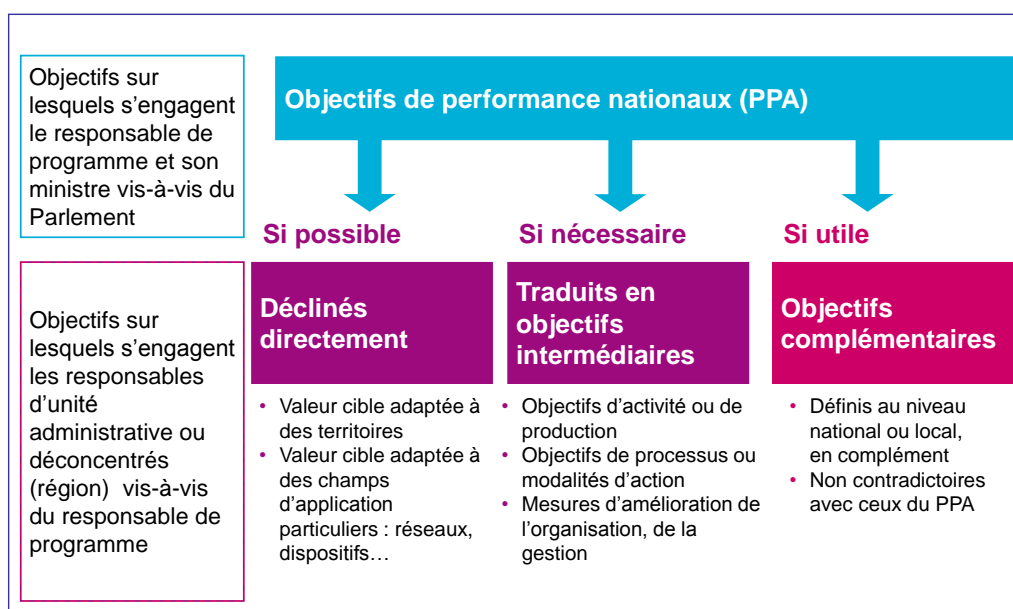 Objectifs sur
lesquels s'engagent
le responsable de
programme et son
ministre vis-à-vis du
Parlement
Objectifs de performance nationaux (PPA)
Si possible
Si nécessaire
Si utile
Objectifs sur
lesquels s'engagent
les responsables
d'unité
administrative ou
déconcentrés
(région)  vis-à-vis
du responsable de
programme
Déclinés
directement
• Valeur cible adaptée à
des territoires
• Valeur cible adaptée à
des champs
d'application
particuliers : réseaux,
dispositifs…
Traduits en
objectifs
intermédiaires
• Objectifs d'activité ou de
production
• Objectifs de processus ou
modalités d'action
• Mesures d'amélioration de
l'organisation, de la
gestion
Objectifs
complémentaires
• Définis au niveau
national ou local,
en complément
• Non contradictoires
avec ceux du PPA